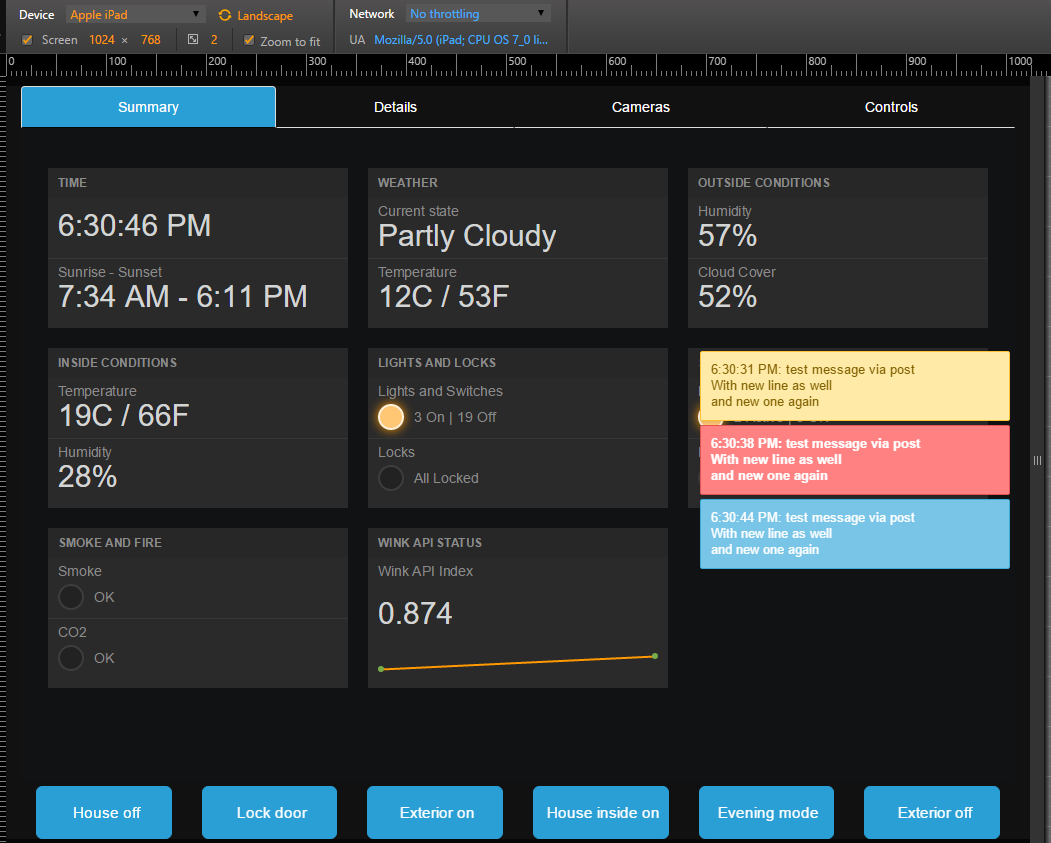 Device Apple iPad Landscape Network No throttling
Screen 1024 × 768 2 Zoom to fit UA Mozilla/5.0 (iPad; CPU OS 7_0 li...
0 100 200 300 400 500 600 700 800 900 1000
Summary Details Cameras Controls
TIME
6:30:46 PM
Sunrise - Sunset
7:34 AM - 6:11 PM
WEATHER
Current state
Partly Cloudy
Temperature
12C / 53F
OUTSIDE CONDITIONS
Humidity
57%
Cloud Cover
52%
INSIDE CONDITIONS
Temperature
19C / 66F
Humidity
28%
LIGHTS AND LOCKS
Lights and Switches
3 On | 19 Off
Locks
All Locked
6:30:31 PM: test message via post
With new line as well
and new one again
6:30:38 PM: test message via post
With new line as well
and new one again
6:30:44 PM: test message via post
With new line as well
and new one again
SMOKE AND FIRE
Smoke
OK
CO2
OK
WINK API STATUS
Wink API Index
0.874
House off Lock door Exterior on House inside on Evening mode Exterior off